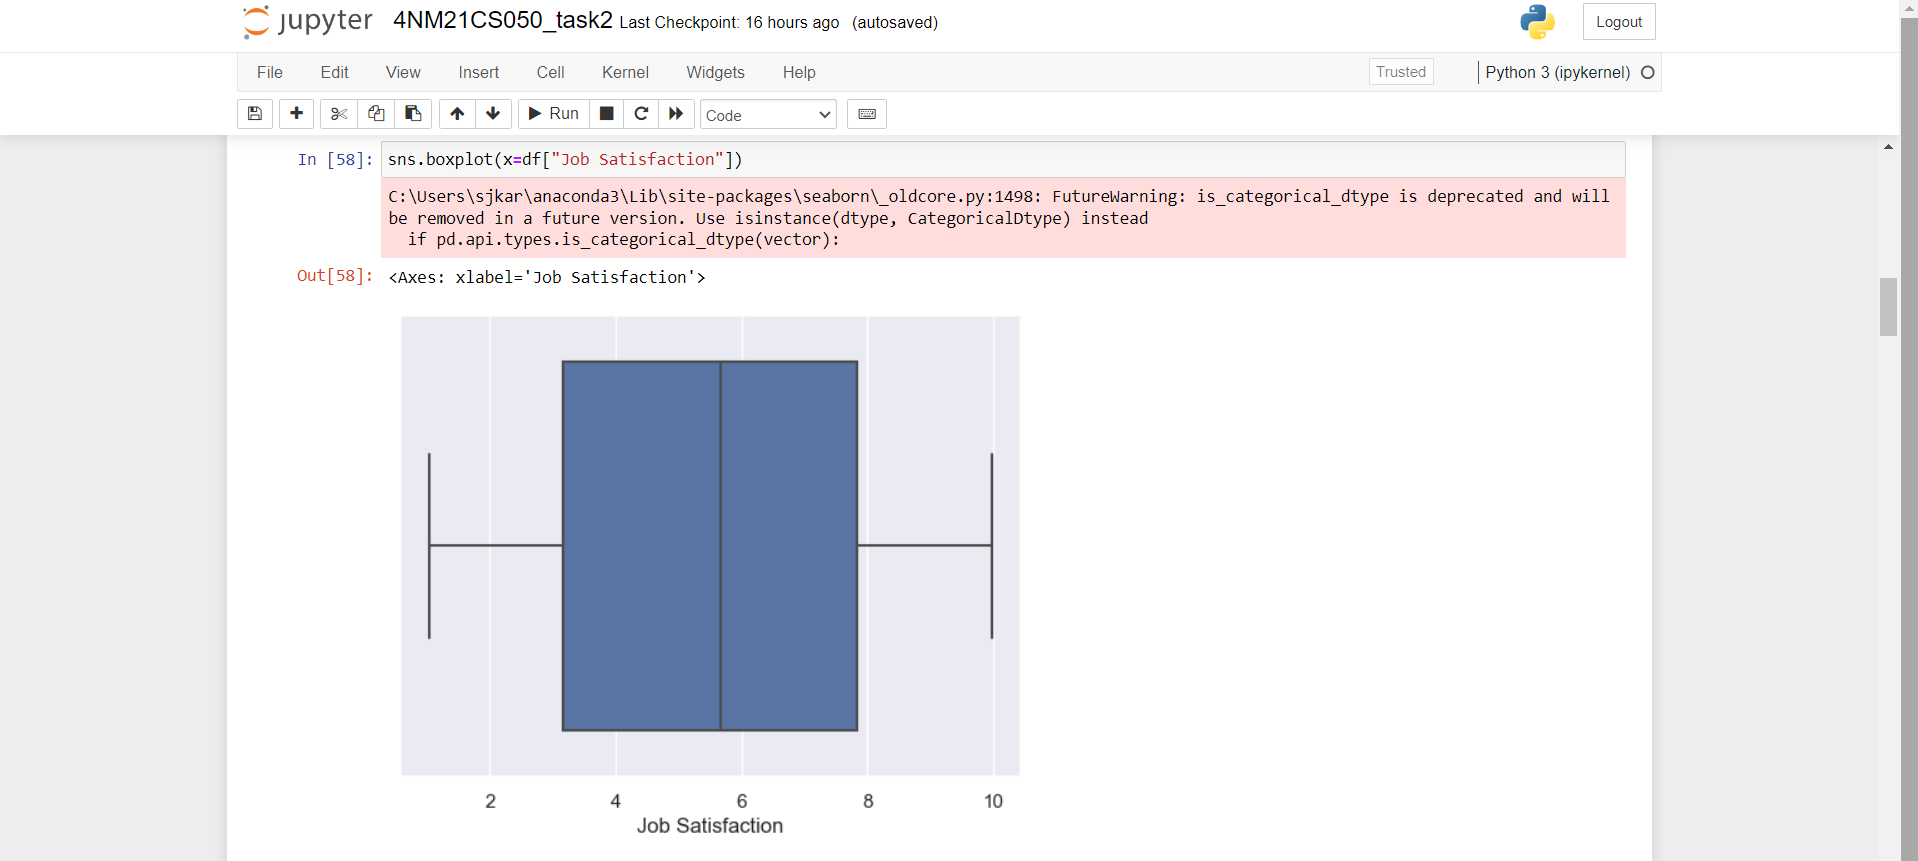 jupyter 4NM21CS050_task2 Last Checkpoint: 16 hours ago (autosaved) Logout
File Edit View Insert Cell Kernel Widgets Help Trusted Python 3 (ipykernel)
Run Code
In [58]: sns.boxplot(x=df["Job Satisfaction"])
C:\Users\sjkar\anaconda3\Lib\site-packages\seaborn\_oldcore.py:1498: FutureWarning: is_categorical_dtype is deprecated and will
be removed in a future version. Use isinstance(dtype, CategoricalDtype) instead
  if pd.api.types.is_categorical_dtype(vector):
Out[58]: <Axes: xlabel='Job Satisfaction'>
2 4 6 8 10
Job Satisfaction